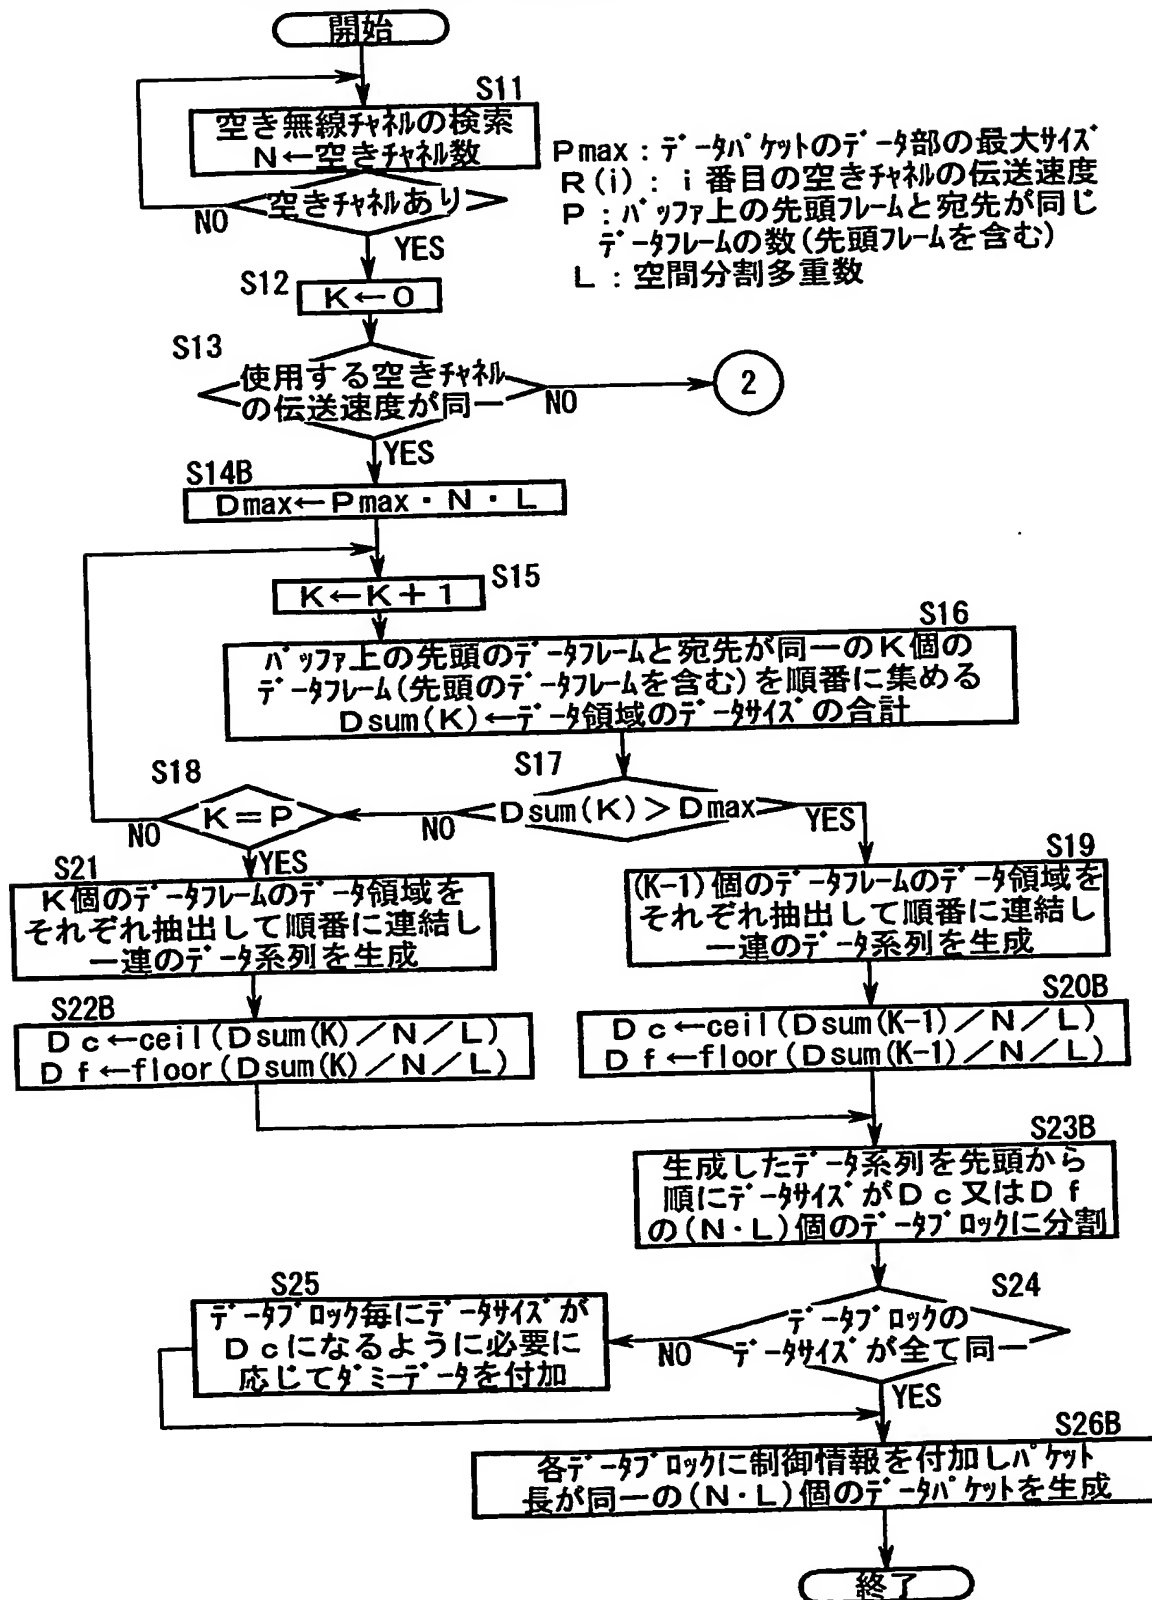 開始
S11
空き無線ﾁｬﾈﾙの検索
N←空きﾁｬﾈﾙ数
空きﾁｬﾈﾙあり
NO
YES
Pmax：ﾃﾞｰﾀﾊﾟｹｯﾄのﾃﾞｰﾀ部の最大ｻｲｽﾞ
R(i)：i番目の空きﾁｬﾈﾙの伝送速度
P：ﾊﾞｯﾌｧ上の先頭ﾌﾚｰﾑと宛先が同じ
ﾃﾞｰﾀﾌﾚｰﾑの数(先頭ﾌﾚｰﾑを含む)
L：空間分割多重数
S12
K←0
S13
使用する空きﾁｬﾈﾙ
の伝送速度が同一
NO
2
YES
S14B
Dmax←Pmax・N・L
S15
K←K+1
S16
ﾊﾞｯﾌｧ上の先頭のﾃﾞｰﾀﾌﾚｰﾑと宛先が同一のK個の
ﾃﾞｰﾀﾌﾚｰﾑ(先頭のﾃﾞｰﾀﾌﾚｰﾑを含む)を順番に集める
Dsum(K)←ﾃﾞｰﾀ領域のﾃﾞｰﾀｻｲｽﾞの合計
S17
Dsum(K)>Dmax
NO
YES
S18
K=P
NO
YES
S21
K個のﾃﾞｰﾀﾌﾚｰﾑのﾃﾞｰﾀ領域を
それぞれ抽出して順番に連結し
一連のﾃﾞｰﾀ系列を生成
S19
(K-1)個のﾃﾞｰﾀﾌﾚｰﾑのﾃﾞｰﾀ領域を
それぞれ抽出して順番に連結し
一連のﾃﾞｰﾀ系列を生成
S22B
Dc←ceil(Dsum(K)／N／L)
Df←floor(Dsum(K)／N／L)
S20B
Dc←ceil(Dsum(K-1)／N／L)
Df←floor(Dsum(K-1)／N／L)
S23B
生成したﾃﾞｰﾀ系列を先頭から
順にﾃﾞｰﾀｻｲｽﾞがDc又はDf
の(N・L)個のﾃﾞｰﾀﾌﾞﾛｯｸに分割
S24
ﾃﾞｰﾀﾌﾞﾛｯｸの
ﾃﾞｰﾀｻｲｽﾞが全て同一
NO
YES
S25
ﾃﾞｰﾀﾌﾞﾛｯｸ毎にﾃﾞｰﾀｻｲｽﾞが
Dcになるように必要に
応じてﾀﾞﾐｰﾃﾞｰﾀを付加
S26B
各ﾃﾞｰﾀﾌﾞﾛｯｸに制御情報を付加しﾊﾟｹｯﾄ
長が同一の(N・L)個のﾃﾞｰﾀﾊﾟｹｯﾄを生成
終了